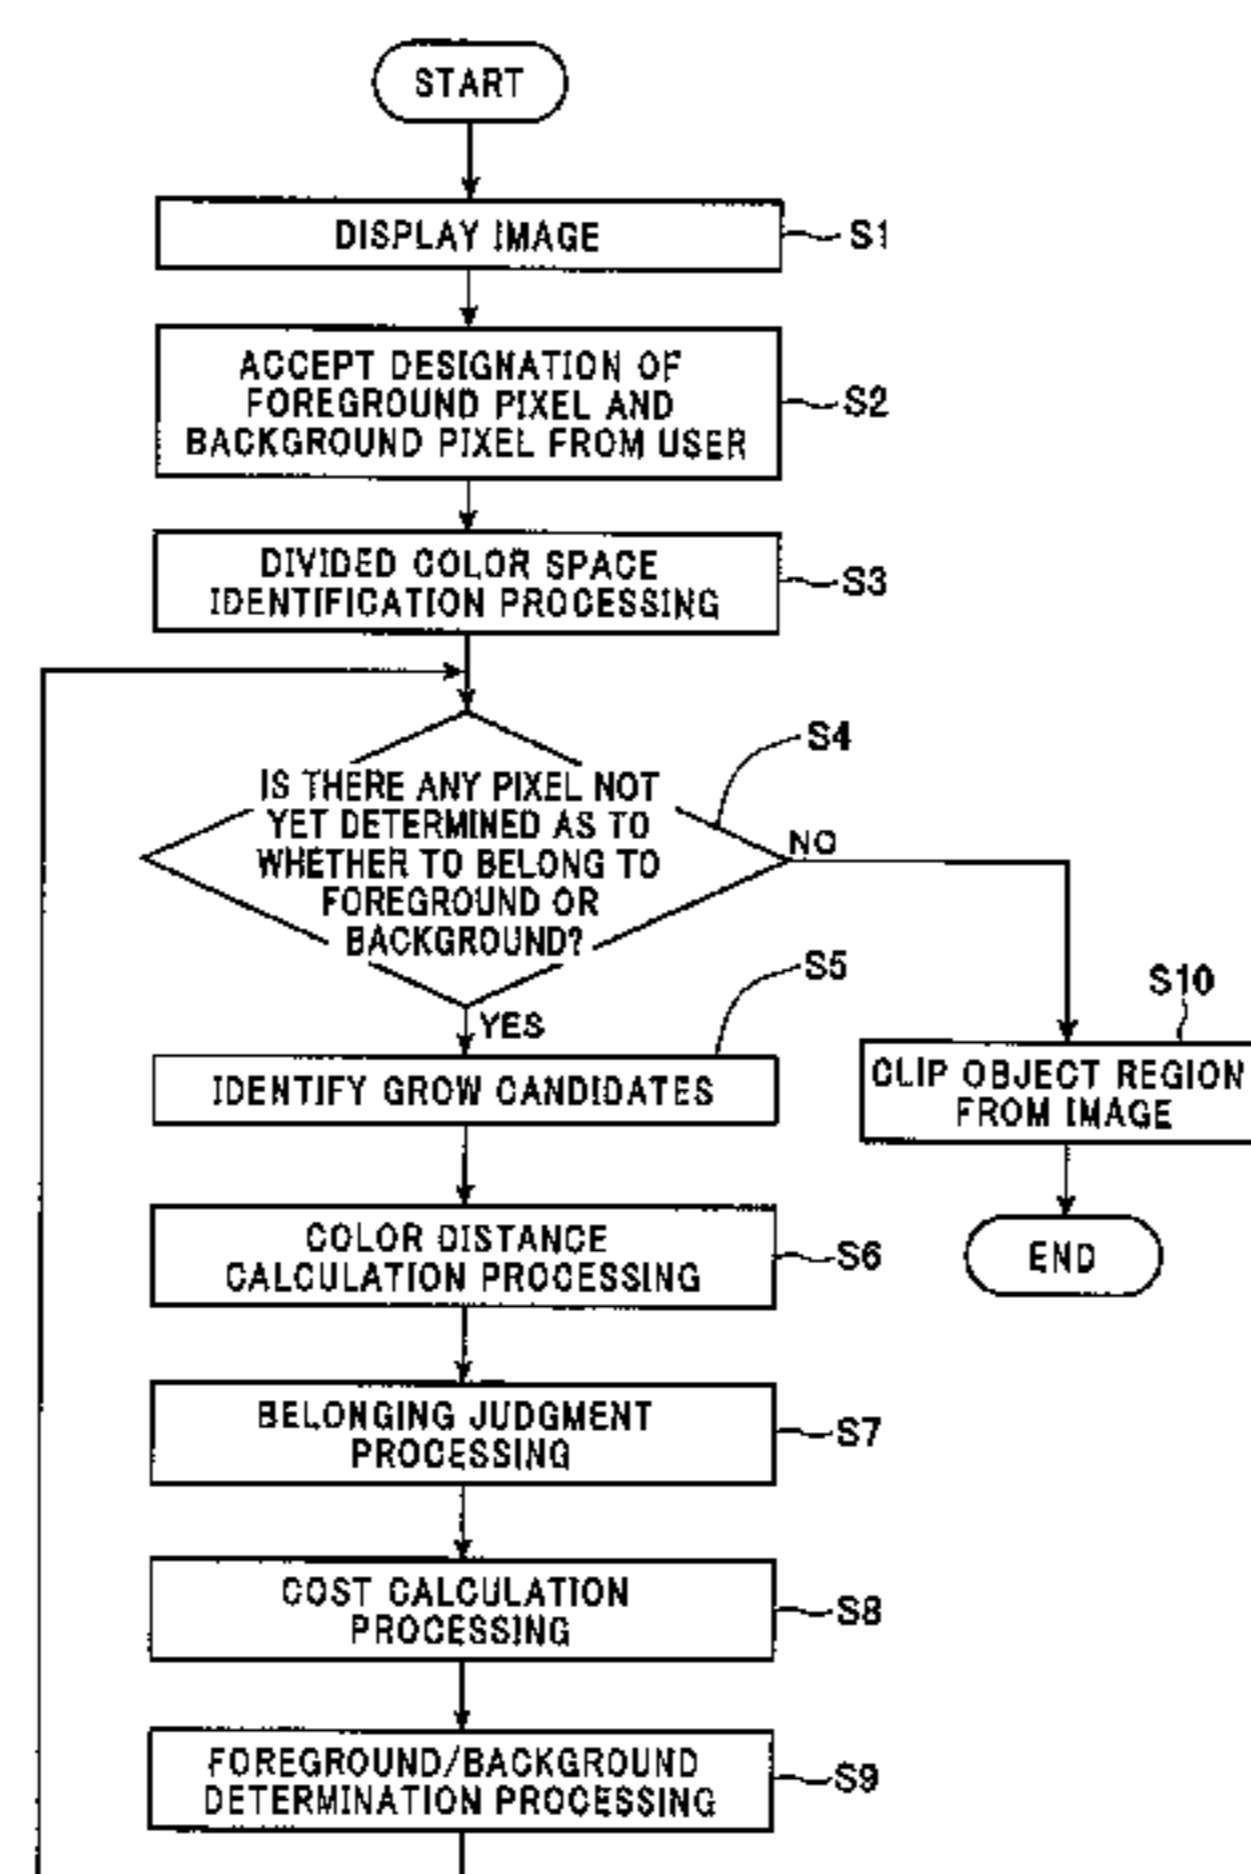 START
DISPLAY IMAGE
S1
ACCEPT DESIGNATION OF
FOREGROUND PIXEL AND
BACKGROUND PIXEL FROM USER
S2
DIVIDED COLOR SPACE
IDENTIFICATION PROCESSING
S3
IS THERE ANY PIXEL NOT
YET DETERMINED AS TO
WHETHER TO BELONG TO
FOREGROUND OR
BACKGROUND?
S4
NO
YES
S5
IDENTIFY GROW CANDIDATES
S10
CLIP OBJECT REGION
FROM IMAGE
END
COLOR DISTANCE
CALCULATION PROCESSING
S6
BELONGING JUDGMENT
PROCESSING
S7
COST CALCULATION
PROCESSING
S8
FOREGROUND/BACKGROUND
DETERMINATION PROCESSING
S9